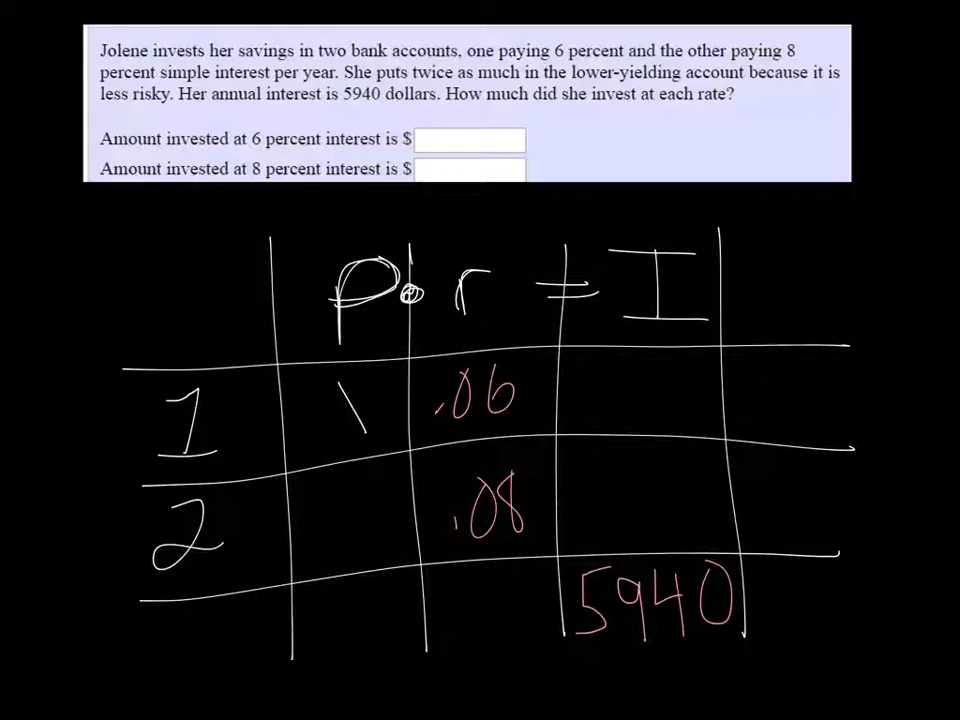 Jolene invests her savings in two bank accounts, one paying 6 percent and the other paying 8
percent simple interest per year. She puts twice as much in the lower-yielding account because it is
less risky. Her annual interest is 5940 dollars. How much did she invest at each rate?
Amount invested at 6 percent interest is $
Amount invested at 8 percent interest is $
P • r = I
1 \ .06
2 .08
5940